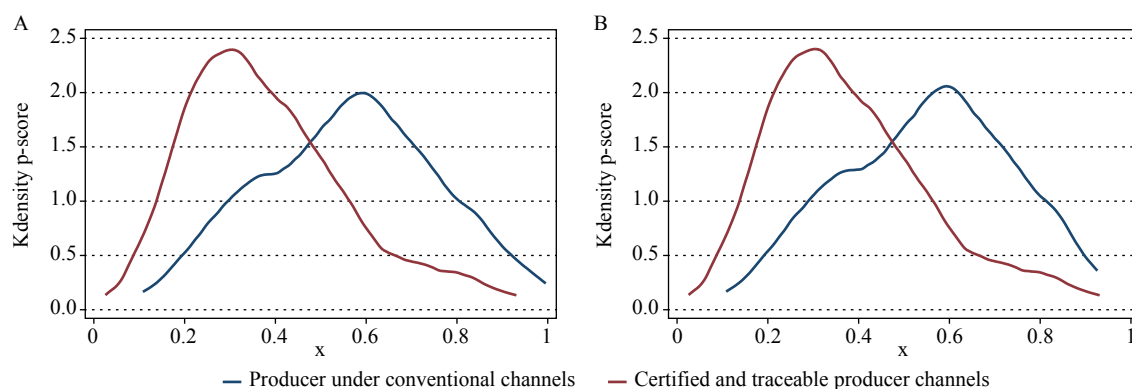 A
Kdensity p-score
2.5
2.0
1.5
1.0
0.5
0.0
0 0.2 0.4 0.6 0.8 1
x
B
Kdensity p-score
2.5
2.0
1.5
1.0
0.5
0.0
0 0.2 0.4 0.6 0.8 1
x
Producer under conventional channels Certified and traceable producer channels